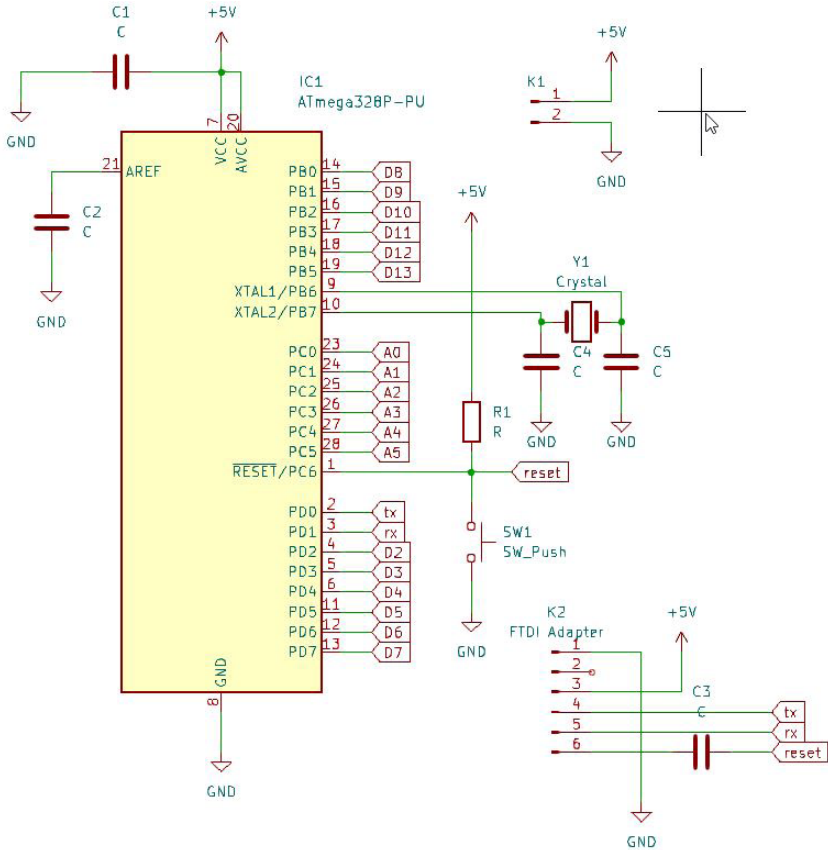 C1
C
+5V
GND
IC1
ATmega328P-PU
7
20
VCC
AVCC
21
AREF
C2
C
GND
PB0 14 D8
PB1 15 D9
PB2 16 D10
PB3 17 D11
PB4 18 D12
PB5 19 D13
XTAL1/PB6 9
XTAL2/PB7 10
PC0 23 A0
PC1 24 A1
PC2 25 A2
PC3 26 A3
PC4 27 A4
PC5 28 A5
RESET/PC6 1
reset
PD0 2 tx
PD1 3 rx
PD2 4 D2
PD3 5 D3
PD4 6 D4
PD5 11 D5
PD6 12 D6
PD7 13 D7
GND
8
GND
K1
1
2
+5V
GND
+5V
Y1
Crystal
C4
C
C5
C
GND
GND
R1
R
SW1
SW_Push
GND
K2
FTDI Adapter
+5V
1
2
3
4
5
6
C3
C
tx
rx
reset
GND